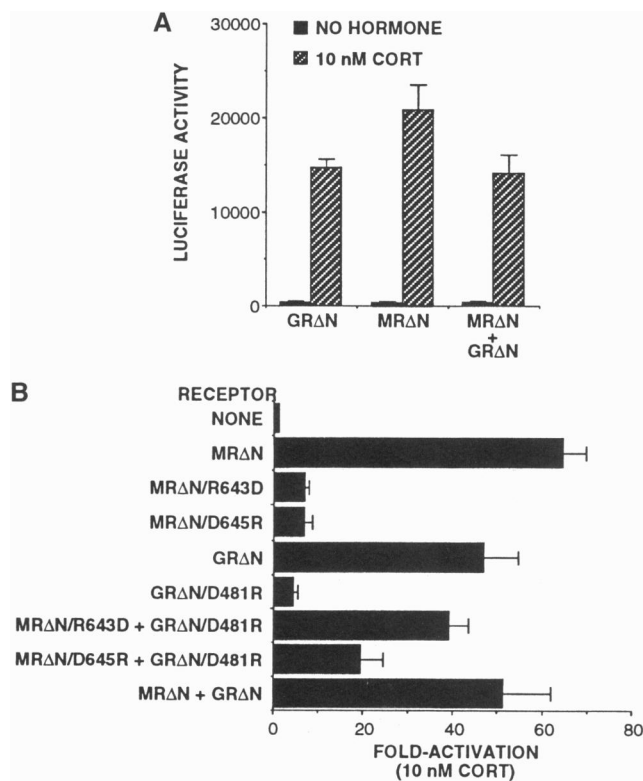 A
LUCIFERASE ACTIVITY
30000
20000
10000
0
NO HORMONE
10 nM CORT
GRΔN
MRΔN
MRΔN
+
GRΔN
B
RECEPTOR
NONE
MRΔN
MRΔN/R643D
MRΔN/D645R
GRΔN
GRΔN/D481R
MRΔN/R643D + GRΔN/D481R
MRΔN/D645R + GRΔN/D481R
MRΔN + GRΔN
0 20 40 60 80
FOLD-ACTIVATION
(10 nM CORT)